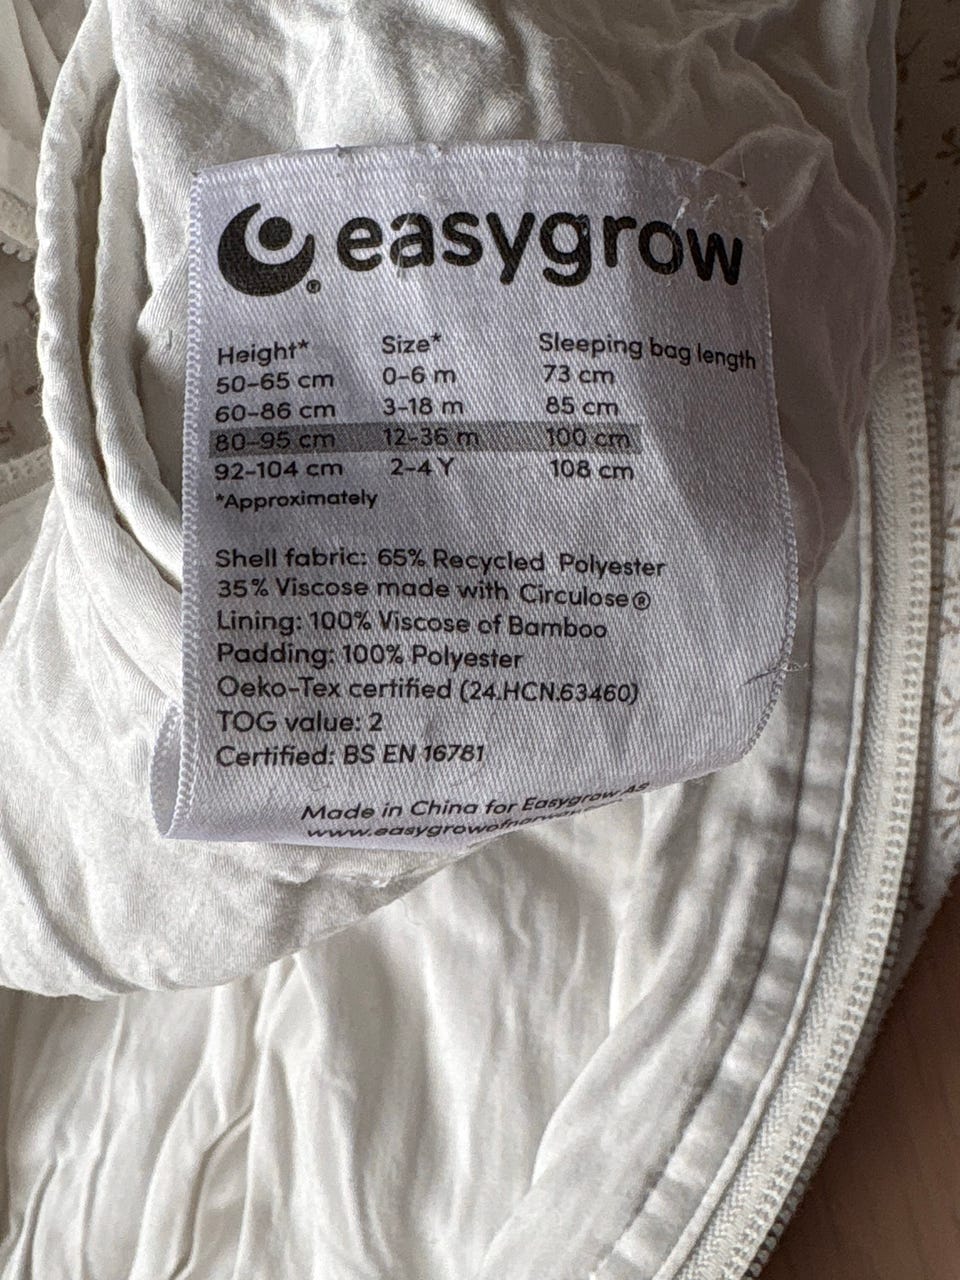 easygrow
®
Height* Size* Sleeping bag length
50-65 cm 0-6 m 73 cm
60-86 cm 3-18 m 85 cm
80-95 cm 12-36 m 100 cm
92-104 cm 2-4 Y 108 cm
*Approximately
Shell fabric: 65% Recycled Polyester
35% Viscose made with Circulose®
Lining: 100% Viscose of Bamboo
Padding: 100% Polyester
Oeko-Tex certified (24.HCN.63460)
TOG value: 2
Certified: BS EN 16781
Made in China for Easygrow AS